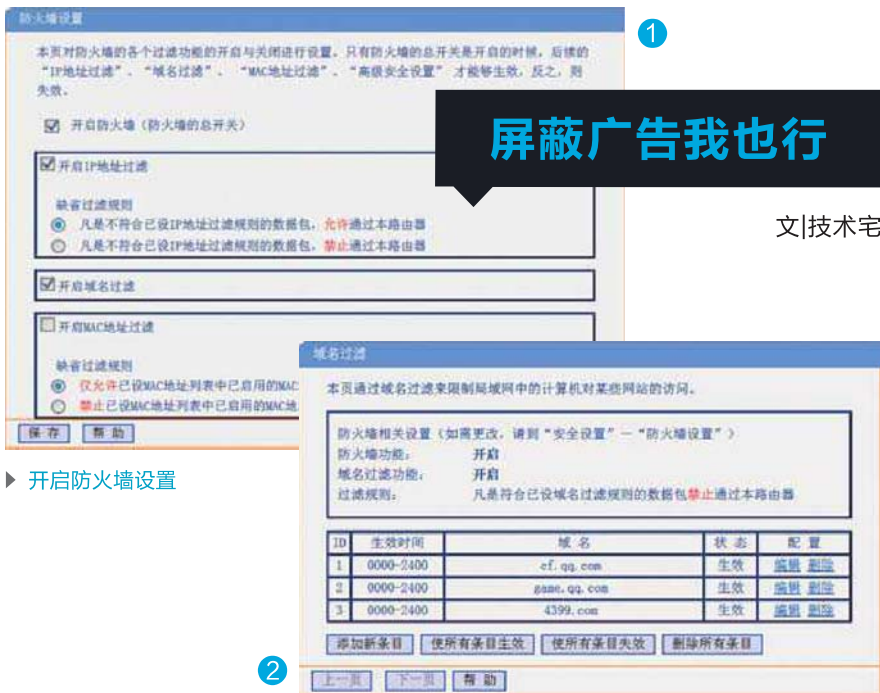 防火墙设置
1
本页对防火墙的各个过滤功能的开启与关闭进行设置。只有防火墙的总开关是开启的时候，后续的
“IP地址过滤”、“域名过滤”、“MAC地址过滤”、“高级安全设置”才能够生效，反之，则
失效。
开启防火墙（防火墙的总开关）
屏蔽广告我也行
文|技术宅
开启IP地址过滤
缺省过滤规则
凡是不符合已设IP地址过滤规则的数据包，允许通过本路由器
凡是不符合已设IP地址过滤规则的数据包，禁止通过本路由器
开启域名过滤
开启MAC地址过滤
缺省过滤规则
仅允许已设MAC地址列表中已启用的MAC
禁止已设MAC地址列表中已启用的MAC地
保 存 帮 助
开启防火墙设置
域名过滤
本页通过域名过滤来限制局域网中的计算机对某些网站的访问。
防火墙相关设置（如需更改，请到“安全设置”－“防火墙设置”）
防火墙功能： 开启
域名过滤功能： 开启
过滤规则： 凡是符合已设域名过滤规则的数据包禁止通过本路由器
ID 生效时间 域 名 状 态 配 置
1 0000-2400 cf.qq.com 生效 编辑 删除
2 0000-2400 game.qq.com 生效 编辑 删除
3 0000-2400 4399.com 生效 编辑 删除
添加新条目 使所有条目生效 使所有条目失效 删除所有条目
2
上一页 下一页 帮 助